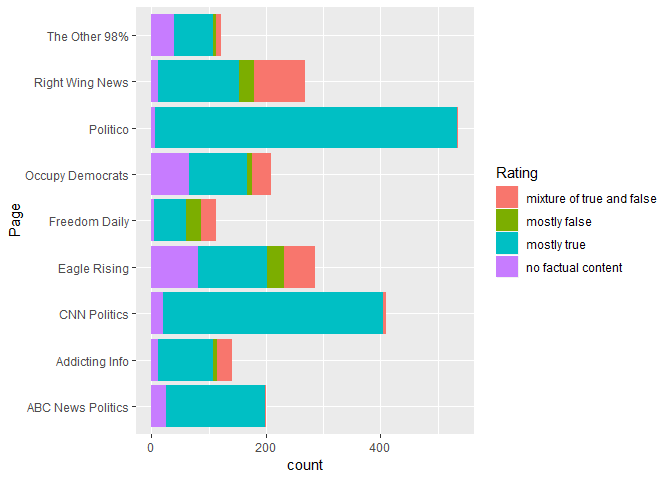 The Other 98%
Right Wing News
Politico
Occupy Democrats
Freedom Daily
Eagle Rising
CNN Politics
Addicting Info
ABC News Politics
Page
0 200 400
count
Rating
mixture of true and false
mostly false
mostly true
no factual content